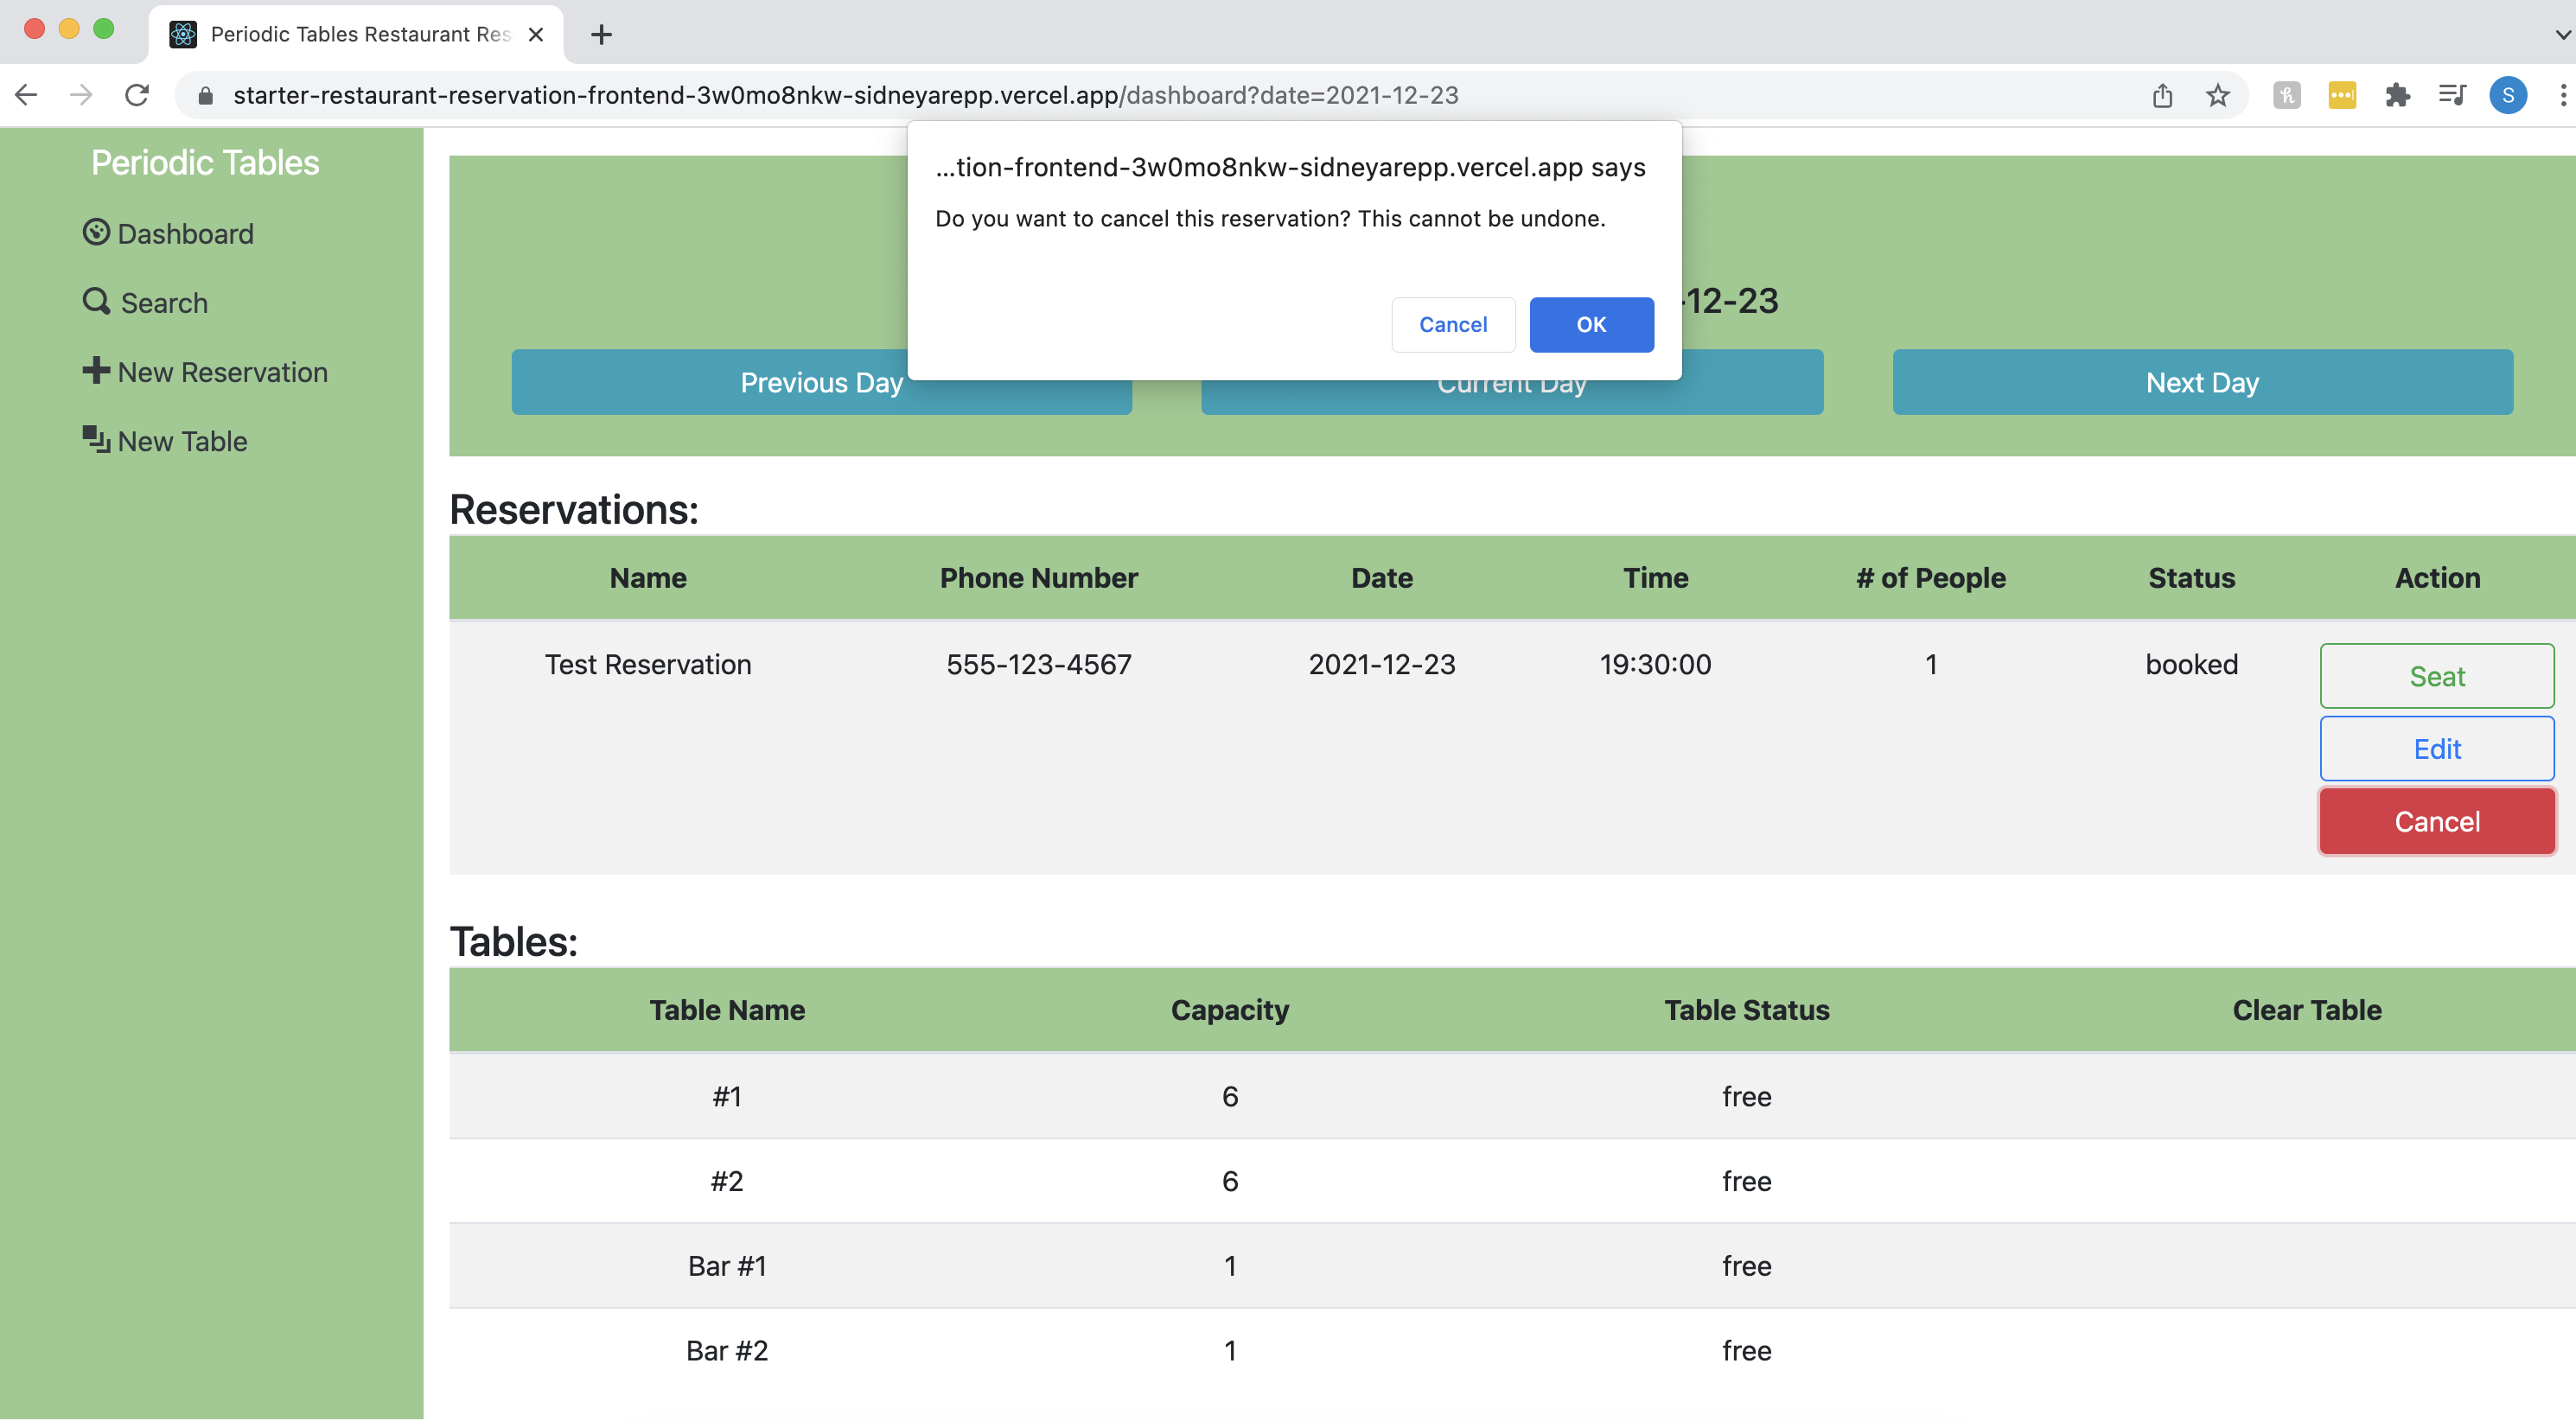 Periodic Tables Restaurant Res
starter-restaurant-reservation-frontend-3w0mo8nkw-sidneyarepp.vercel.app/dashboard?date=2021-12-23
S
Periodic Tables
Dashboard
Search
New Reservation
New Table
...tion-frontend-3w0mo8nkw-sidneyarepp.vercel.app says
Do you want to cancel this reservation? This cannot be undone.
Cancel OK
-12-23
Previous Day Current Day Next Day
Reservations:
Name Phone Number Date Time # of People Status Action
Test Reservation 555-123-4567 2021-12-23 19:30:00 1 booked Seat
Edit
Cancel
Tables:
Table Name Capacity Table Status Clear Table
#1 6 free
#2 6 free
Bar #1 1 free
Bar #2 1 free